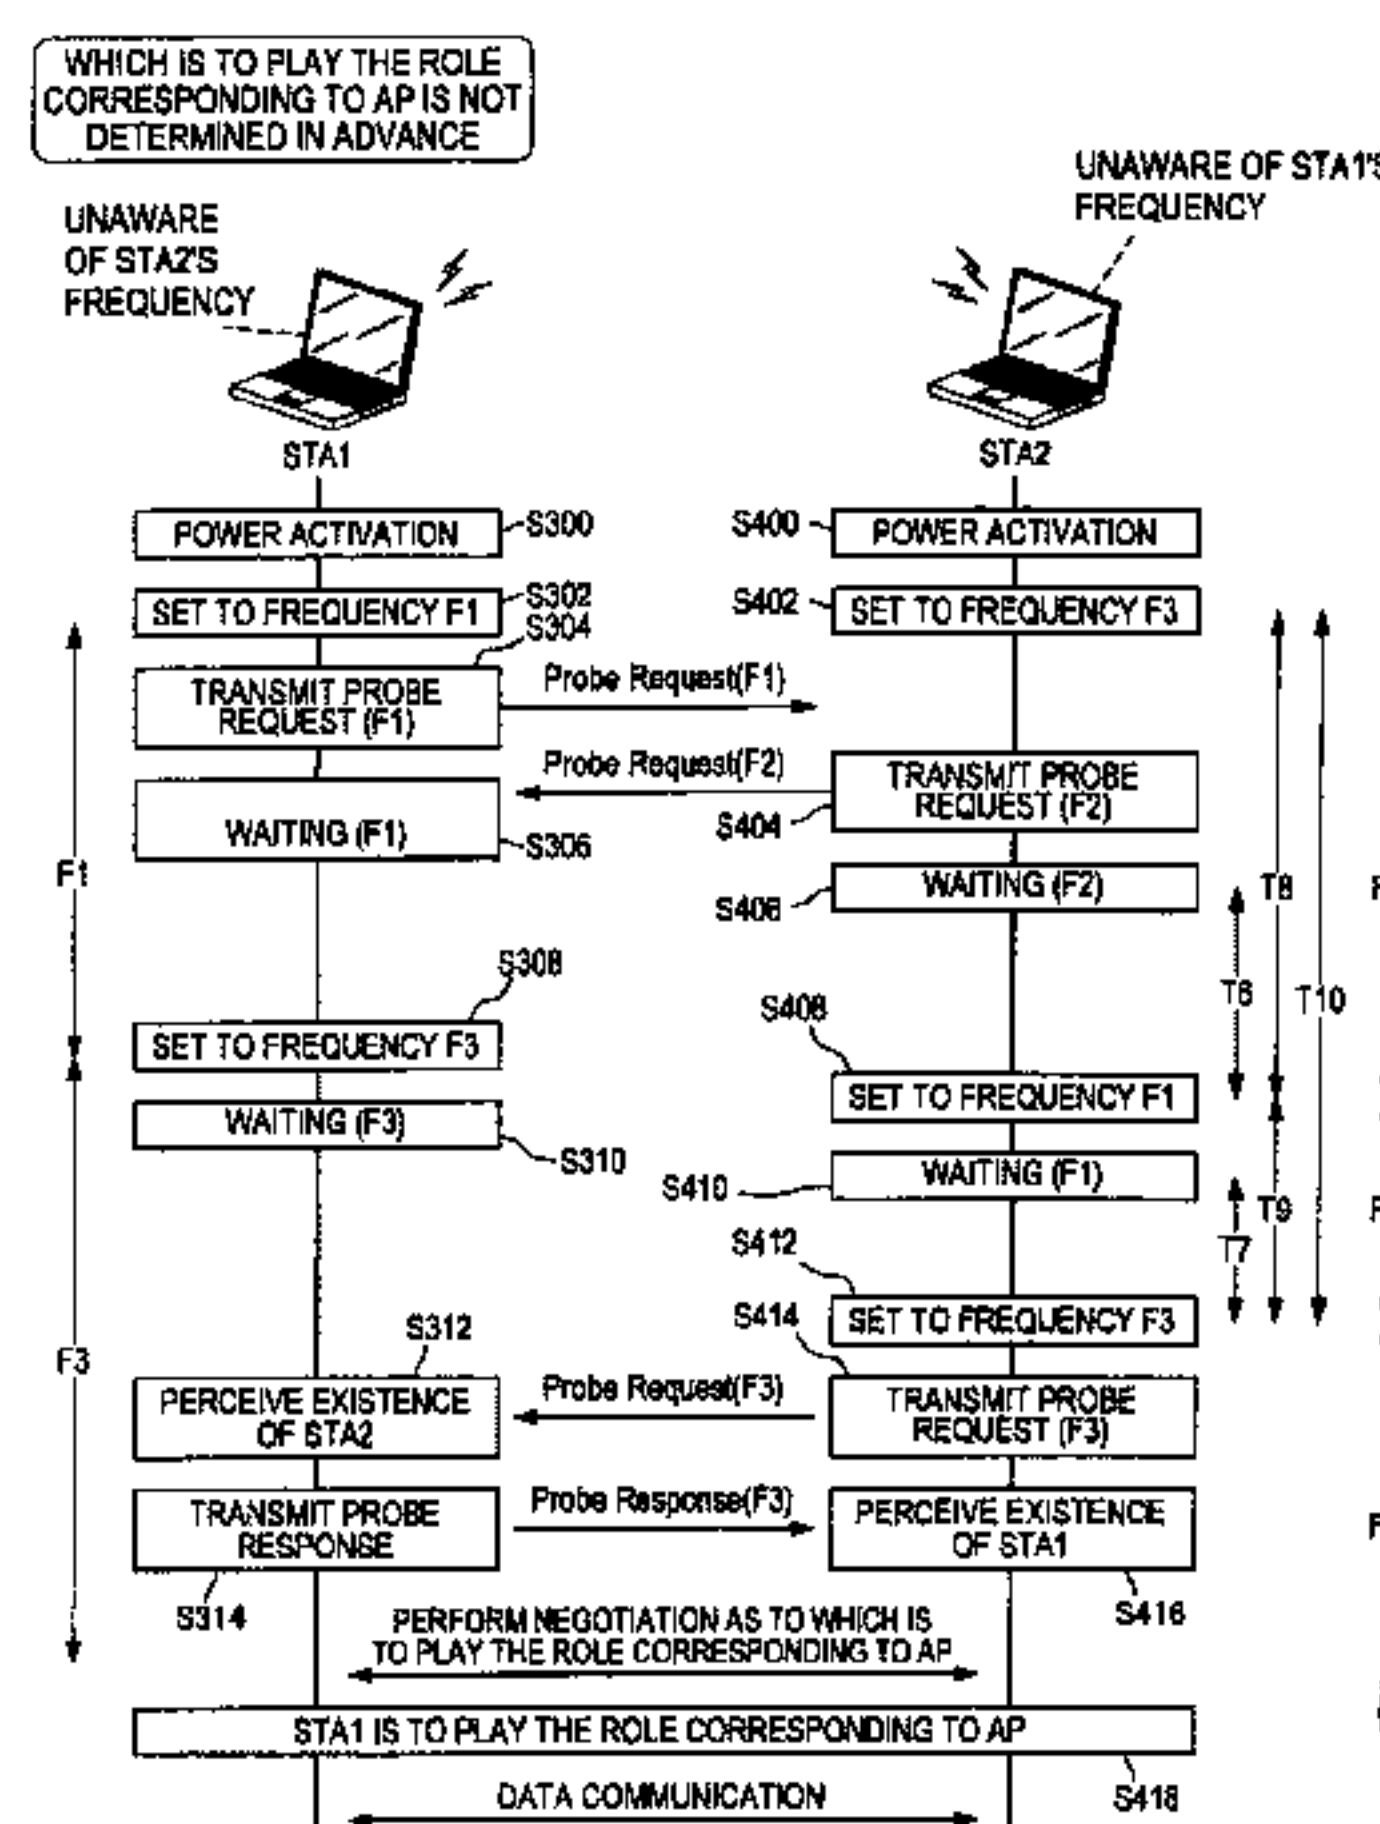 WHICH IS TO PLAY THE ROLE
CORRESPONDING TO AP IS NOT
DETERMINED IN ADVANCE
UNAWARE OF STA1'S
FREQUENCY
UNAWARE
OF STA2'S
FREQUENCY
STA1
STA2
POWER ACTIVATION
S300
S400
POWER ACTIVATION
SET TO FREQUENCY F1
S302
S402
SET TO FREQUENCY F3
S304
TRANSMIT PROBE
REQUEST (F1)
Probe Request(F1)
Probe Request(F2)
TRANSMIT PROBE
REQUEST (F2)
S404
WAITING (F1)
S306
F1
WAITING (F2)
S406
T8
S308
T6
T10
S408
SET TO FREQUENCY F3
SET TO FREQUENCY F1
WAITING (F3)
S310
WAITING (F1)
S410
T9
T7
S412
SET TO FREQUENCY F3
S414
S312
F3
PERCEIVE EXISTENCE
OF STA2
Probe Request(F3)
TRANSMIT PROBE
REQUEST (F3)
TRANSMIT PROBE
RESPONSE
Probe Response(F3)
PERCEIVE EXISTENCE
OF STA1
S314
S416
PERFORM NEGOTIATION AS TO WHICH IS
TO PLAY THE ROLE CORRESPONDING TO AP
STA1 IS TO PLAY THE ROLE CORRESPONDING TO AP
S418
DATA COMMUNICATION